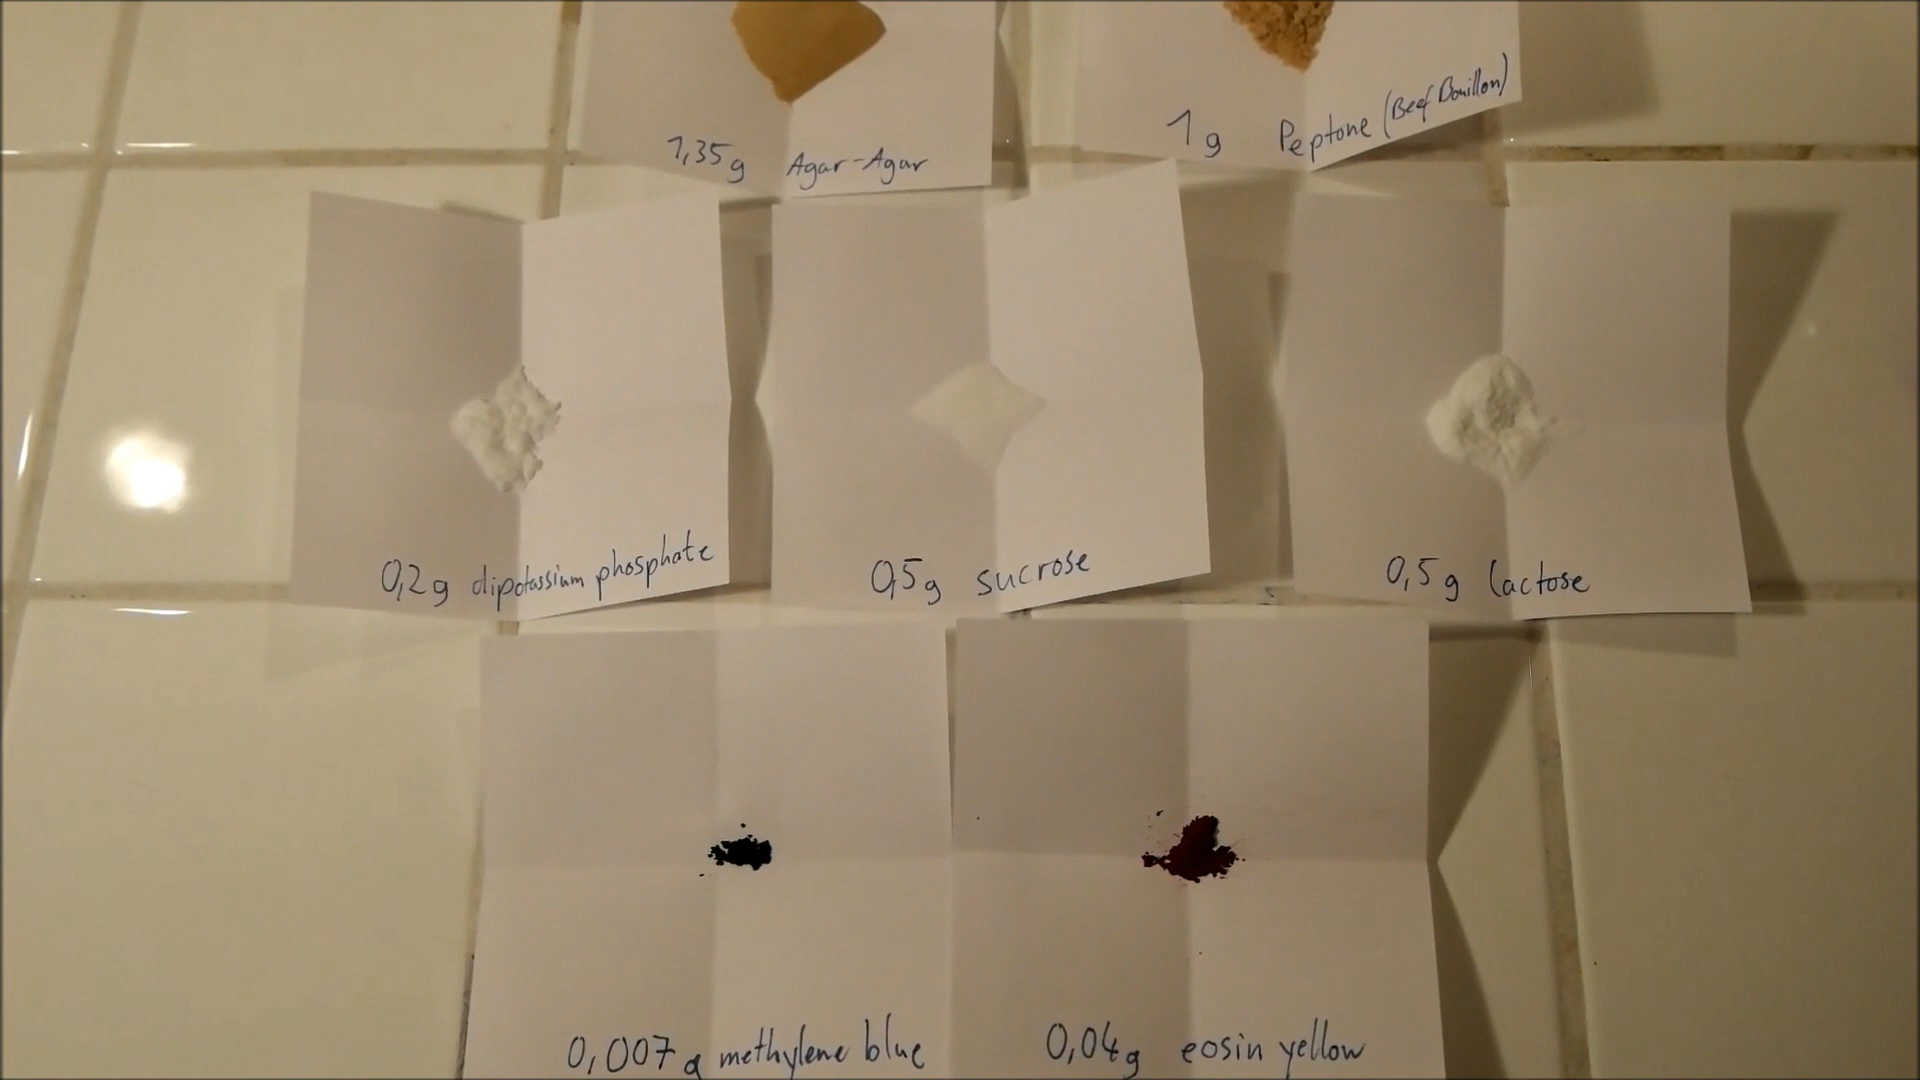 1,35g Agar-Agar
1g Peptone (Beef Bouillon)
0,2g dipotassium phosphate
0,5g sucrose
0,5g lactose
0,007g methylene blue
0,04g eosin yellow